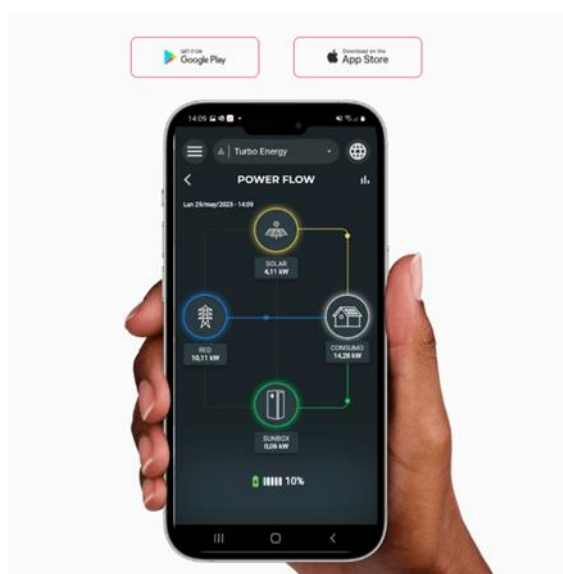 GET IT ON
Google Play
Download on the
App Store
14:09
Turbo Energy
POWER FLOW
Lun 29/may/2023 - 14:09
SOLAR
4,11 kW
RED
10,11 kW
CONSUMO
14,28 kW
SUNBOX
0,06 kW
10%